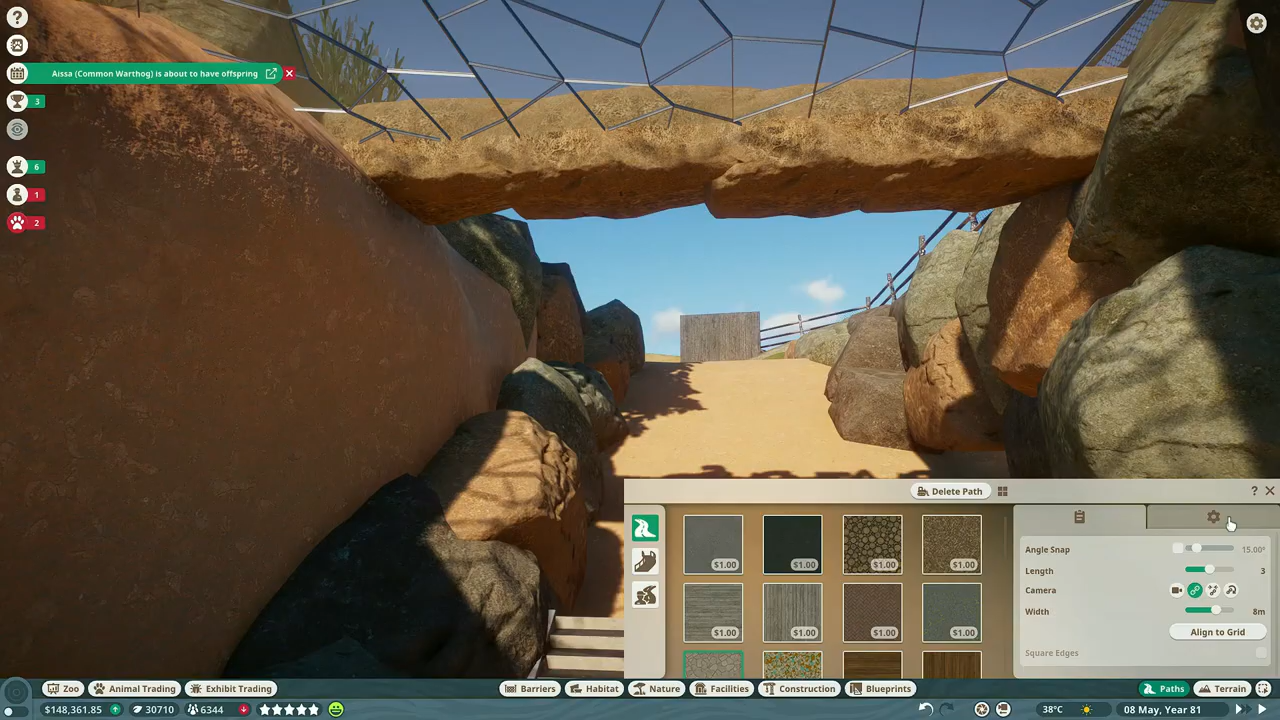 ?
Aissa (Common Warthog) is about to have offspring
3
6
1
2
Delete Path
?
$1.00 $1.00 $1.00 $1.00
$1.00 $1.00 $1.00 $1.00
Angle Snap 15.00°
Length 3
Camera
Width 8m
Align to Grid
Square Edges
Zoo Animal Trading Exhibit Trading Barriers Habitat Nature Facilities Construction Blueprints Paths Terrain
$148,361.85 30710 6344 38°C 08 May, Year 81